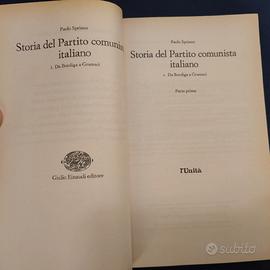 Paolo Spriano
Storia del Partito comunista
italiano
1. Da Bordiga a Gramsci
Giulio Einaudi editore
Paolo Spriano
Storia del Partito comunista
italiano
1. Da Bordiga a Gramsci
Parte prima
l'Unità
subito